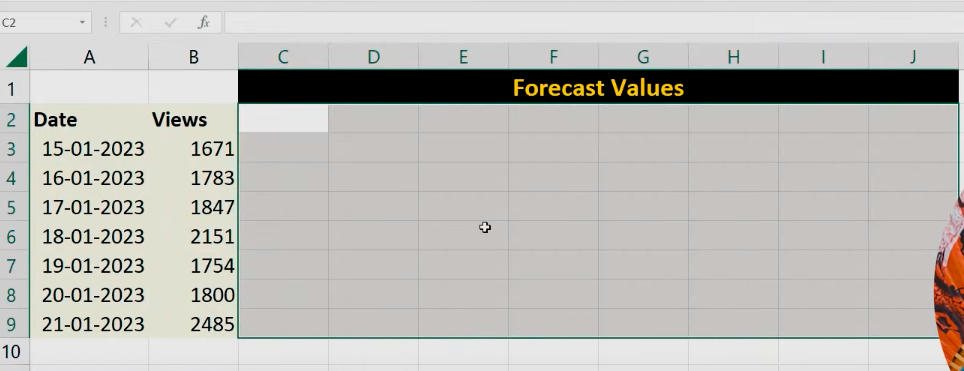 C2 fx
A B C D E F G H I J
1 Forecast Values
2 Date Views
3 15-01-2023 1671
4 16-01-2023 1783
5 17-01-2023 1847
6 18-01-2023 2151
7 19-01-2023 1754
8 20-01-2023 1800
9 21-01-2023 2485
10